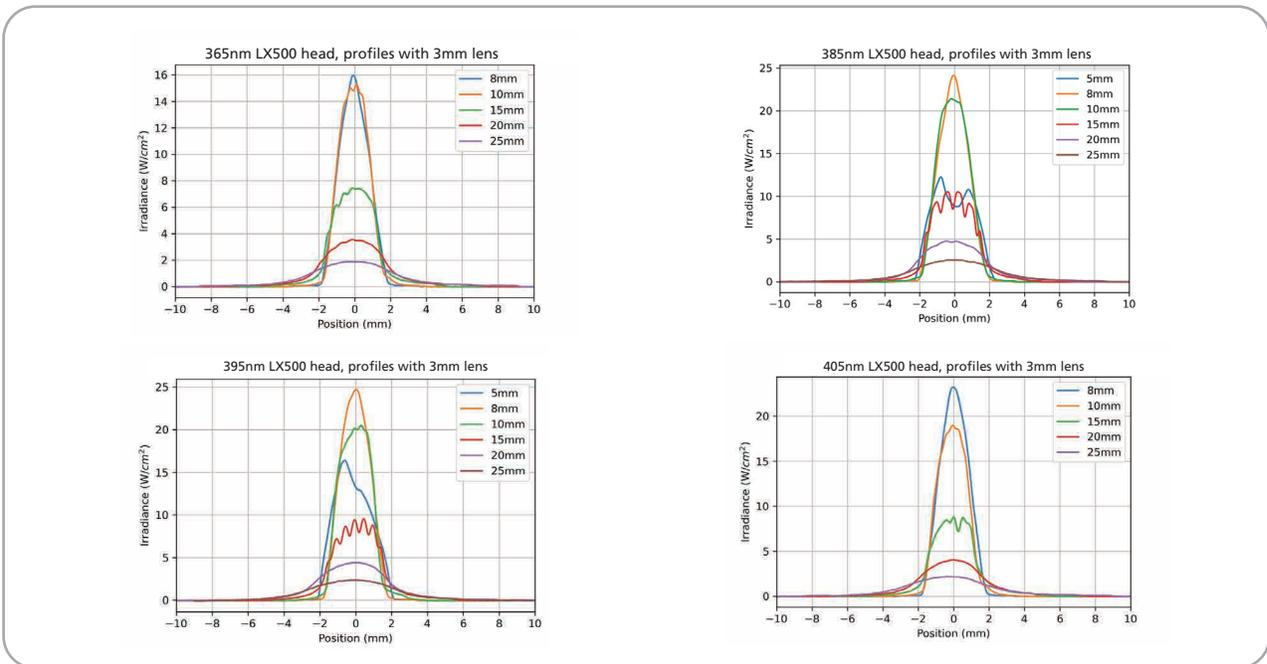 365nm LX500 head, profiles with 3mm lens
16
14
12
10
8
6
4
2
0
Irradiance (W/cm²)
8mm
10mm
15mm
20mm
25mm
−10 −8 −6 −4 −2 0 2 4 6 8 10
Position (mm)
385nm LX500 head, profiles with 3mm lens
25
20
15
10
5
0
Irradiance (W/cm²)
5mm
8mm
10mm
15mm
20mm
25mm
−10 −8 −6 −4 −2 0 2 4 6 8 10
Position (mm)
395nm LX500 head, profiles with 3mm lens
25
20
15
10
5
0
Irradiance (W/cm²)
5mm
8mm
10mm
15mm
20mm
25mm
−10 −8 −6 −4 −2 0 2 4 6 8 10
Position (mm)
405nm LX500 head, profiles with 3mm lens
20
15
10
5
0
Irradiance (W/cm²)
8mm
10mm
15mm
20mm
25mm
−10 −8 −6 −4 −2 0 2 4 6 8 10
Position (mm)